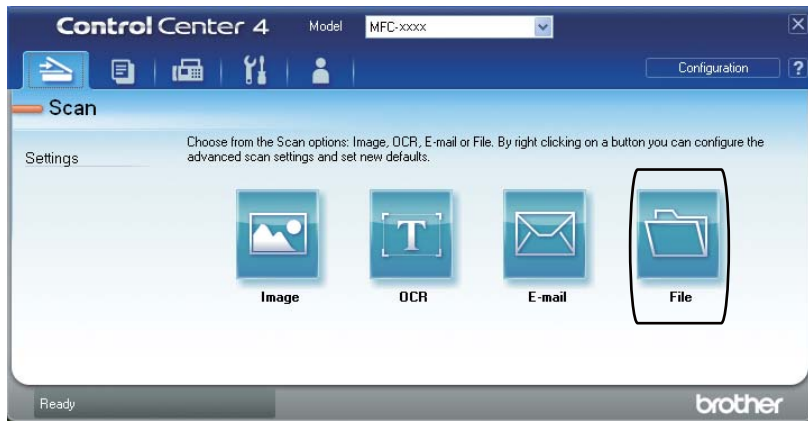 Control Center 4 Model MFC-xxxx
Configuration ?
Scan
Settings
Choose from the Scan options: Image, OCR, E-mail or File. By right clicking on a button you can configure the
advanced scan settings and set new defaults.
T
Image OCR E-mail File
Ready
brother